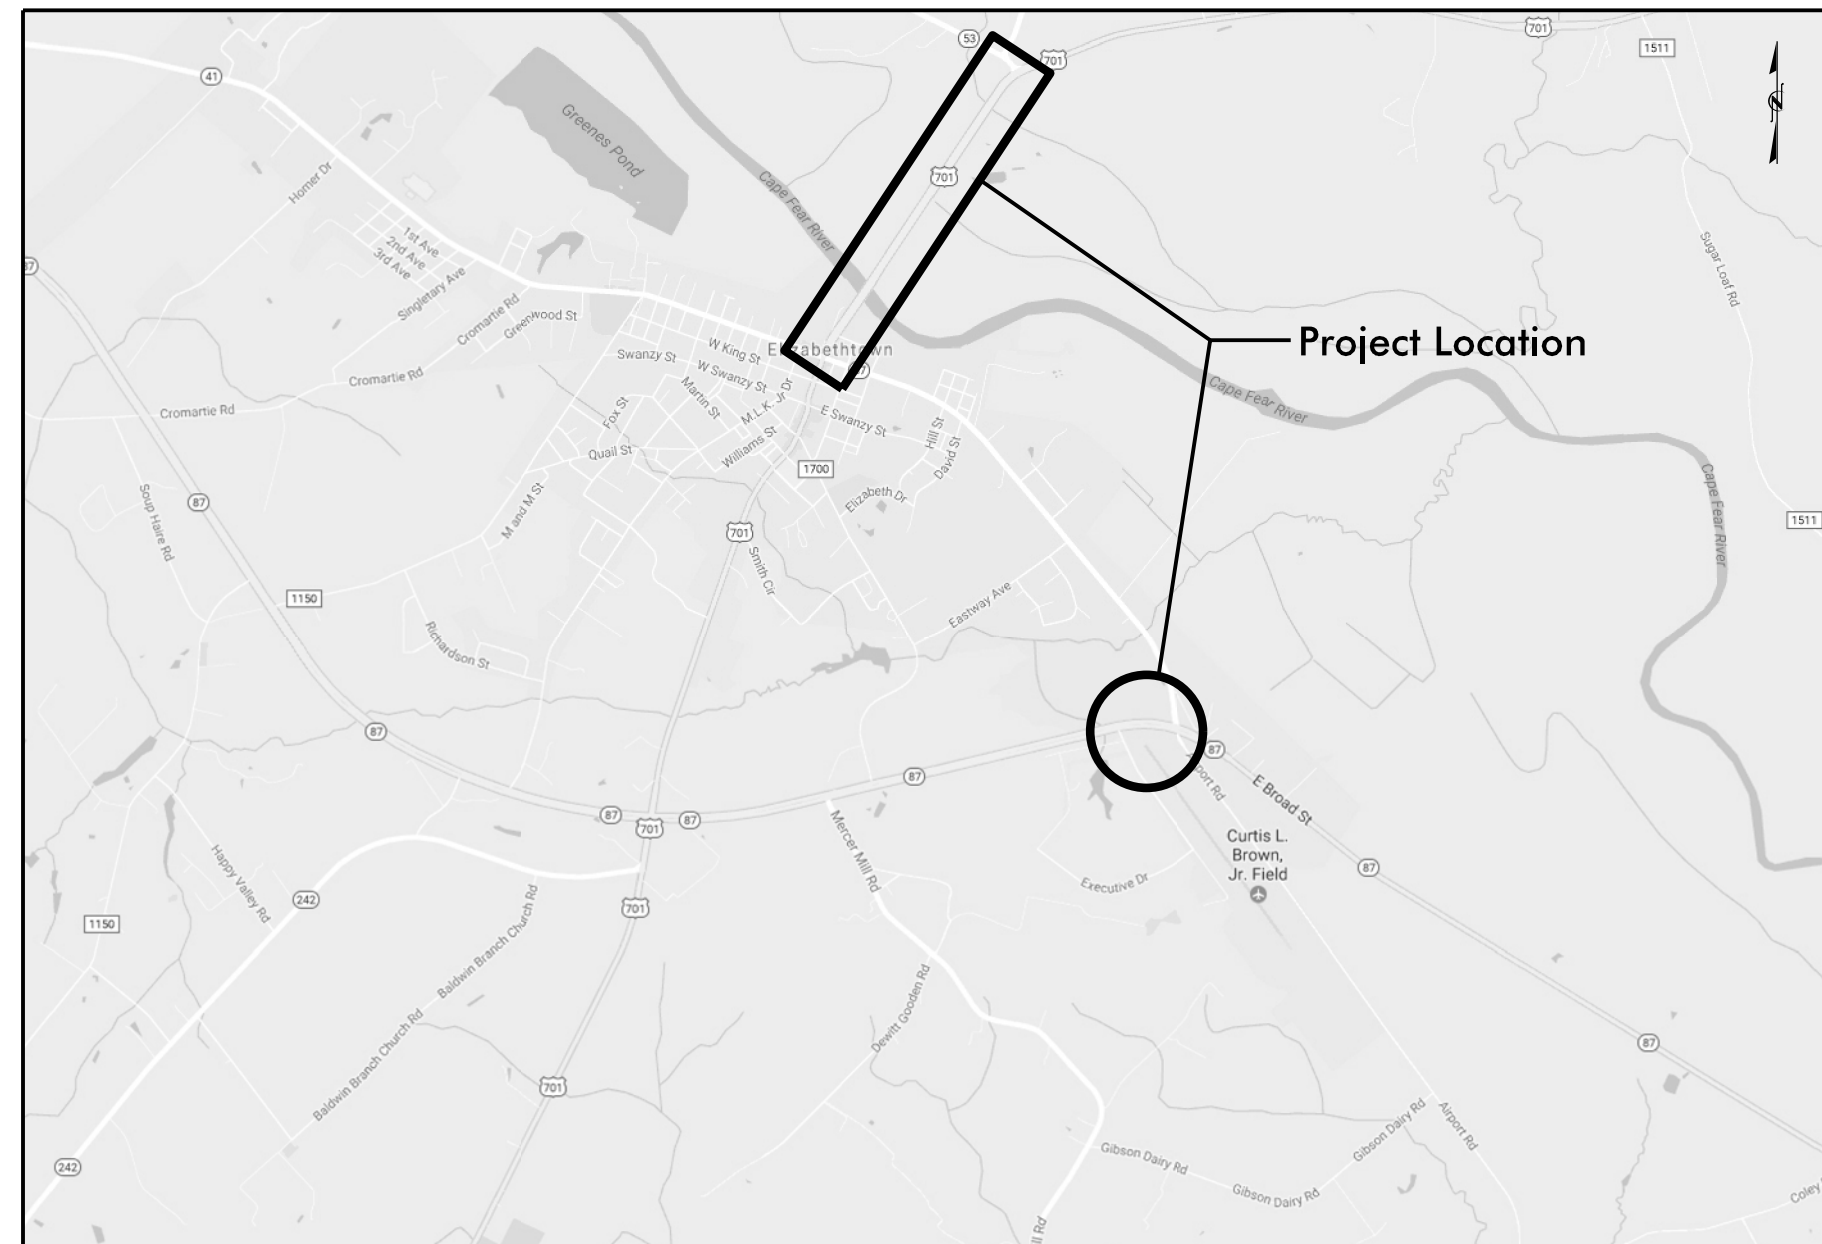 53
701
701
1511
41
N
Greenes Pond
701
Homer Dr
Cape Fear River
1st Ave
2nd Ave
3rd Ave
Sugar Loaf Rd
Singletary Ave
Cromartie Rd
Greenwood St
Project Location
W King St
Elizabethtown
Swanzy St
W Swanzy St
Cromartie Rd
Martin St
M.L.K. Jr Dr
Cape Fear River
Cromartie Rd
Fox St
E Swanzy St
Hill St
Quail St
Williams St
David St
1700
87
Soup Haire Rd
M and M St
Elizabeth Dr
Cape Fear River
1511
701
Smith Cir
1150
Eastway Ave
Richardson St
87
87
87
E Broad St
87
701
87
Mercer Mill Rd
Curtis L.
Brown,
Jr. Field
Happy Valley Rd
Executive Dr
87
242
701
1150
Baldwin Branch Church Rd
Dewitt Gooden Rd
Baldwin Branch Church Rd
87
701
Gibson Dairy Rd
Airport Rd
Gibson Dairy Rd
242
Gibson Dairy Rd
Coley